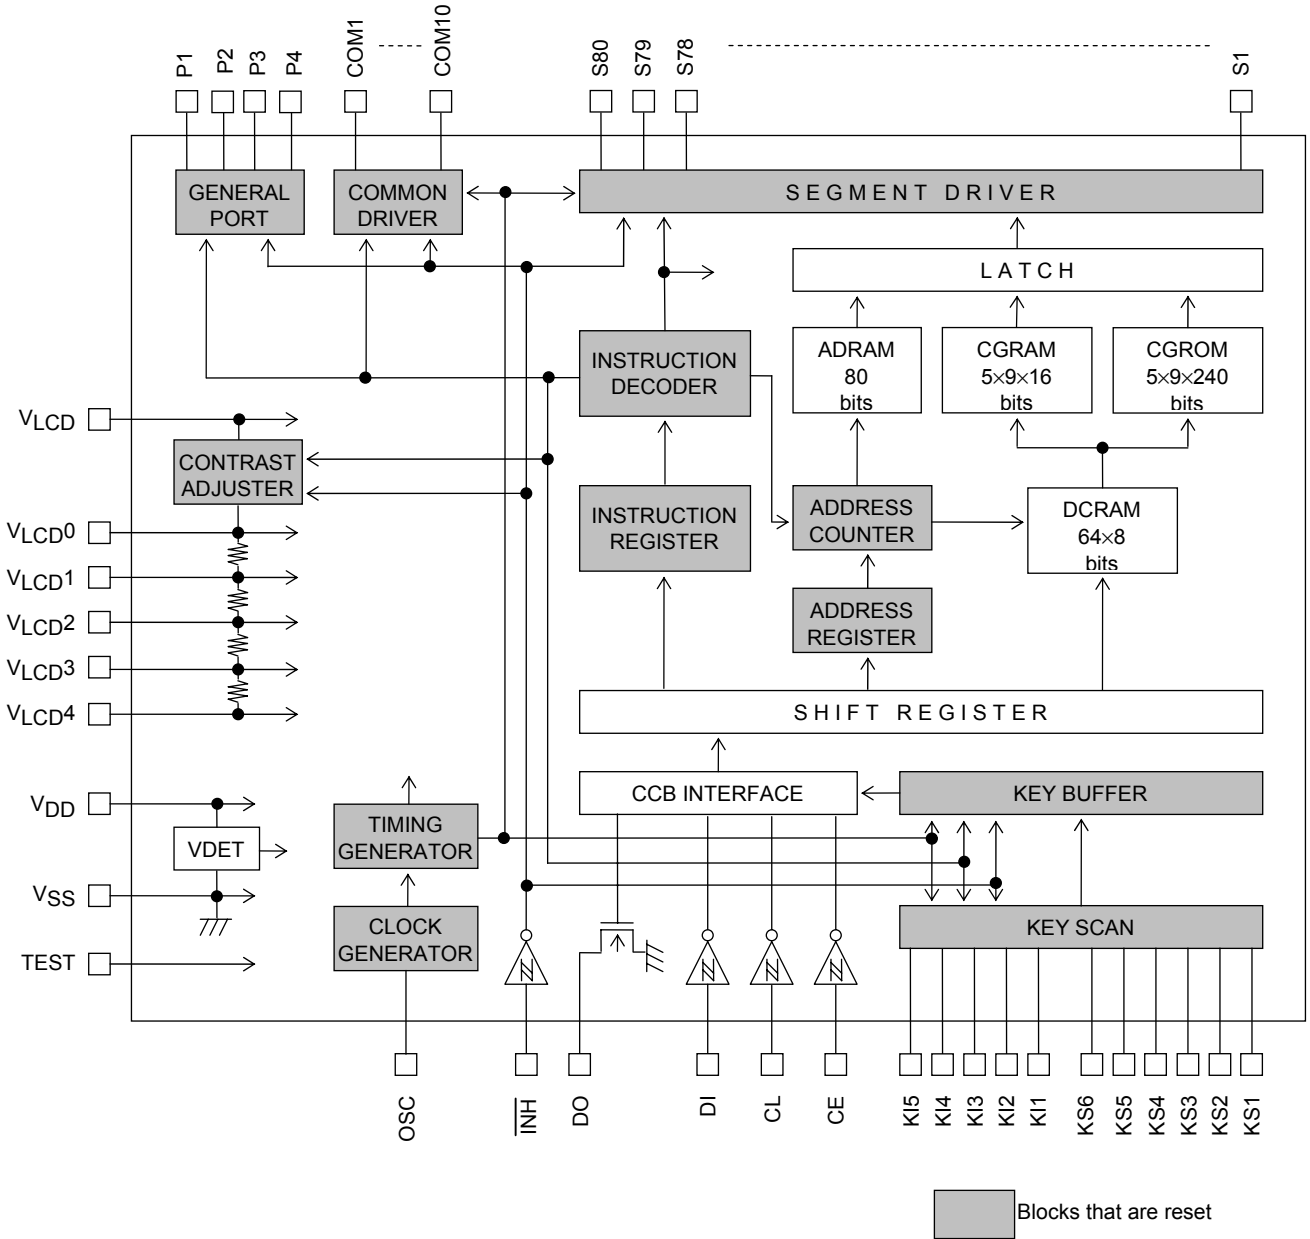 P1
P2
P3
P4
COM1
COM10
S80
S79
S78
S1
GENERAL
PORT
COMMON
DRIVER
SEGMENT DRIVER
LATCH
INSTRUCTION
DECODER
ADRAM
80
bits
CGRAM
5×9×16
bits
CGROM
5×9×240
bits
VLCD
CONTRAST
ADJUSTER
INSTRUCTION
REGISTER
ADDRESS
COUNTER
DCRAM
64×8
bits
VLCD0
VLCD1
VLCD2
VLCD3
VLCD4
ADDRESS
REGISTER
SHIFT REGISTER
CCB INTERFACE
KEY BUFFER
VDD
VDET
VSS
TEST
TIMING
GENERATOR
CLOCK
GENERATOR
KEY SCAN
OSC
INH
DO
DI
CL
CE
KI5
KI4
KI3
KI2
KI1
KS6
KS5
KS4
KS3
KS2
KS1
Blocks that are reset